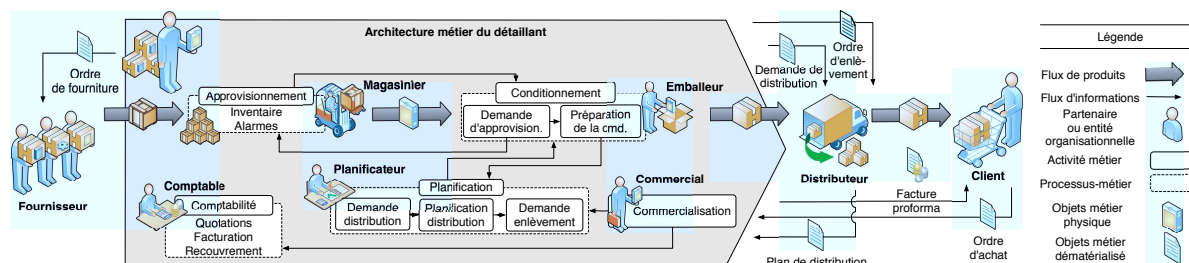 Architecture métier du détaillant
Ordre
de fourniture
Fournisseur
Approvisionnement
Inventaire
Alarmes
Magasinier
Conditionnement
Demande
d'approvision.
Préparation
de la cmd.
Emballeur
Planificateur
Planification
Demande
distribution
Planification
distribution
Demande
enlèvement
Comptable
Comptabilité
Quotations
Facturation
Recouvrement
Commercial
Commercialisation
Demande de
distribution
Ordre
d'enlè-
vement
Distributeur
Facture
proforma
Client
Ordre
d'achat
Plan de distribution
Légende
Flux de produits
Flux d'informations
Partenaire
ou entité
organisationnelle
Activité métier
Processus-métier
Objets métier
physique
Objets métier
dématérialisé